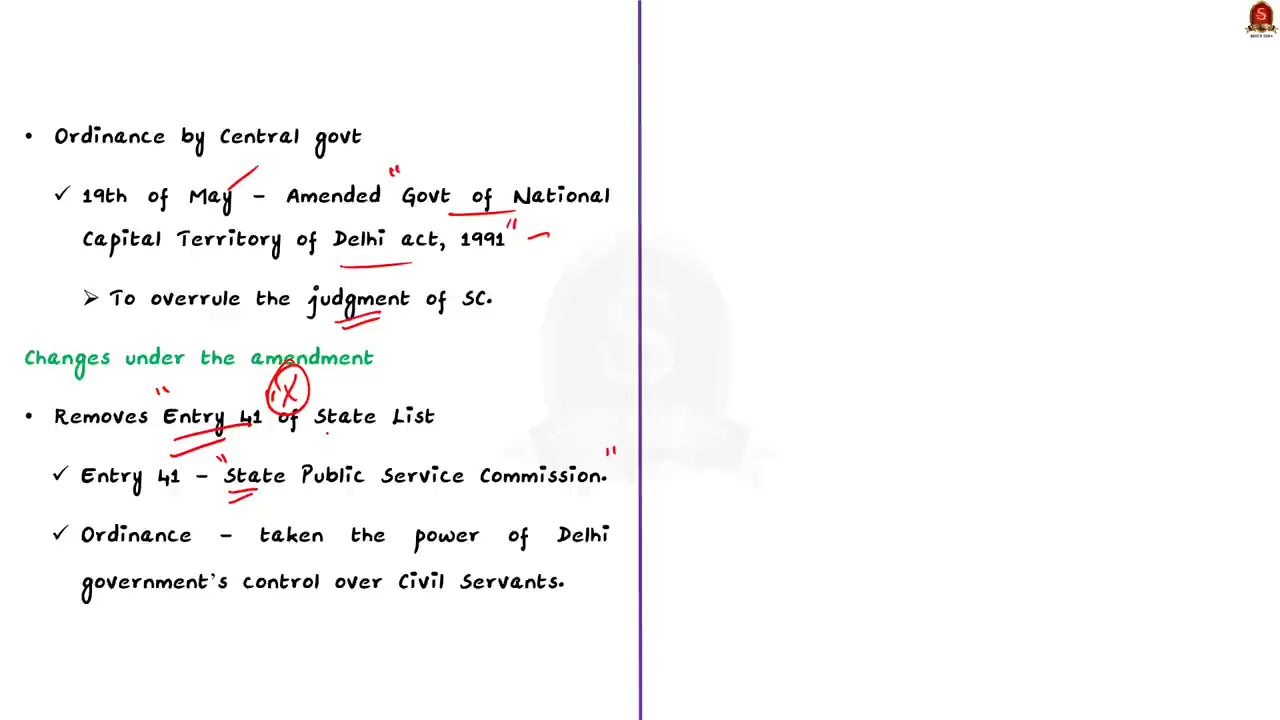 • Ordinance by Central govt
✓ 19th of May – Amended "Govt of National
Capital Territory of Delhi act, 1991"
➢ To overrule the judgment of SC.
Changes under the amendment
• Removes "Entry 41" of State List
✓ Entry 41 – "State Public Service Commission."
✓ Ordinance – taken the power of Delhi
government's control over Civil Servants.